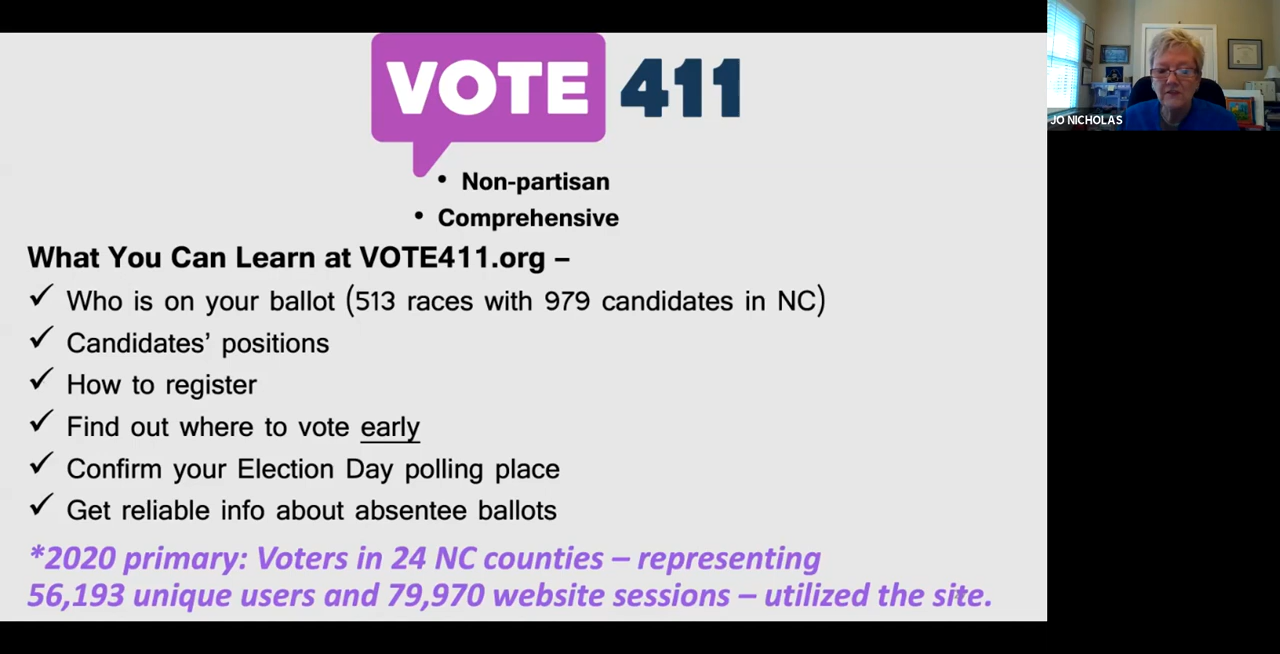 VOTE 411
JO NICHOLAS
• Non-partisan
• Comprehensive
What You Can Learn at VOTE411.org –
✓ Who is on your ballot (513 races with 979 candidates in NC)
✓ Candidates’ positions
✓ How to register
✓ Find out where to vote early
✓ Confirm your Election Day polling place
✓ Get reliable info about absentee ballots
*2020 primary: Voters in 24 NC counties – representing
56,193 unique users and 79,970 website sessions – utilized the site.